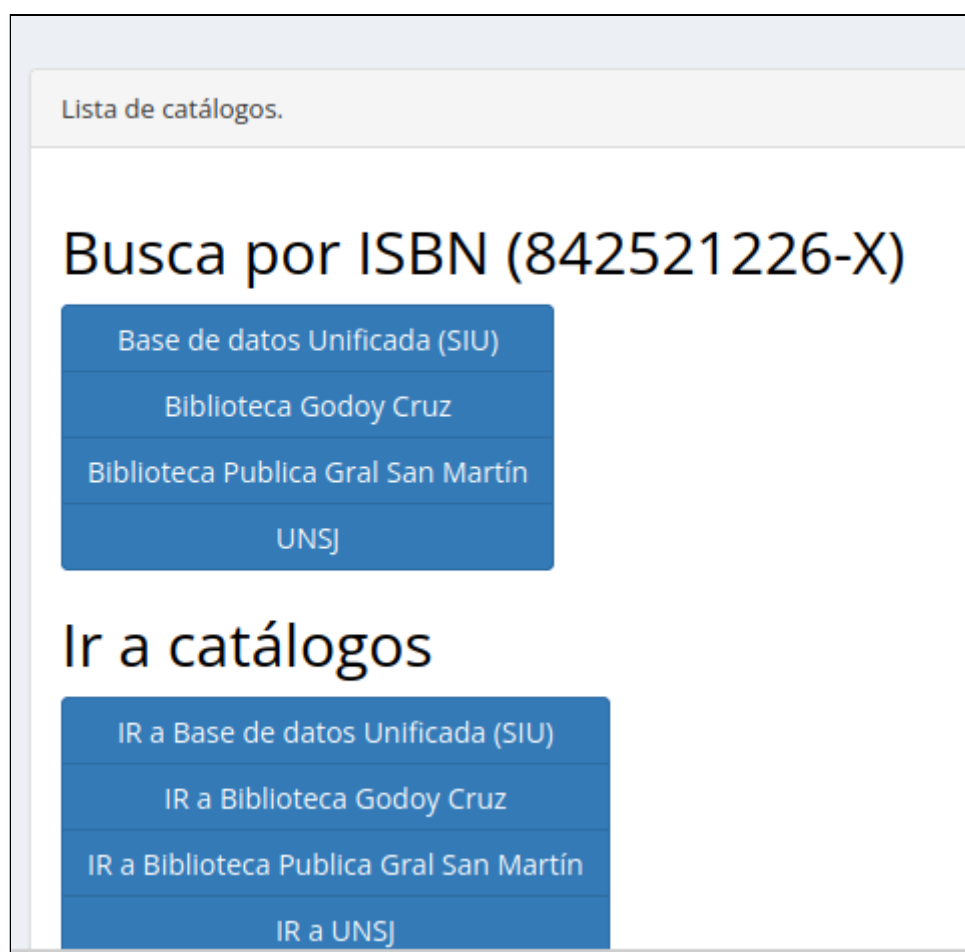 Lista de catálogos.
Busca por ISBN (842521226-X)
Base de datos Unificada (SIU)
Biblioteca Godoy Cruz
Biblioteca Publica Gral San Martín
UNSJ
Ir a catálogos
IR a Base de datos Unificada (SIU)
IR a Biblioteca Godoy Cruz
IR a Biblioteca Publica Gral San Martín
IR a UNSJ